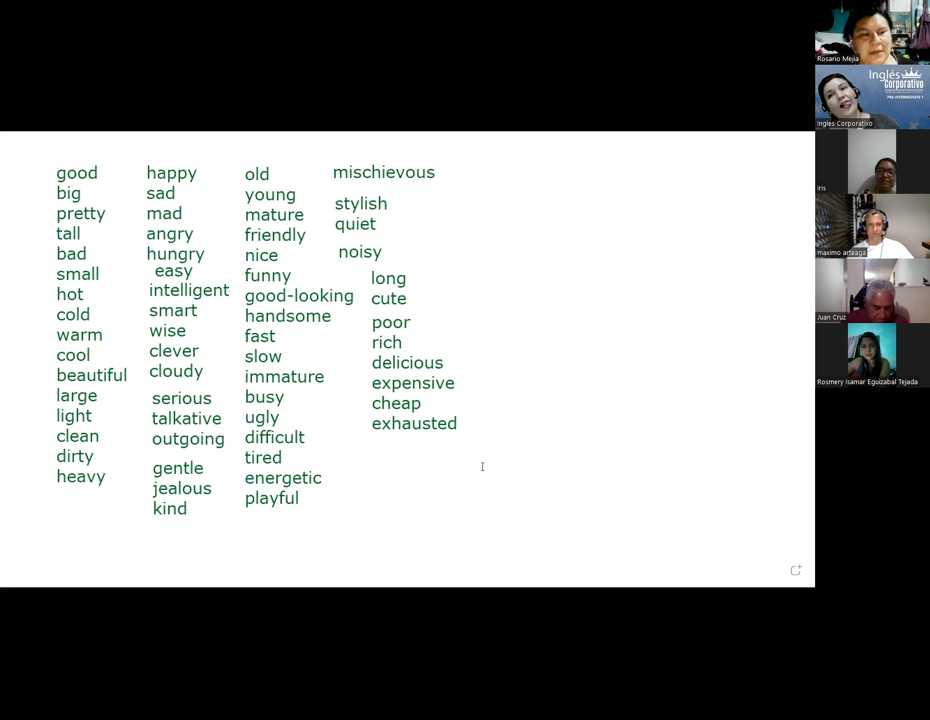 good
big
pretty
tall
bad
small
hot
cold
warm
cool
beautiful
large
light
clean
dirty
heavy
happy
sad
mad
angry
hungry
easy
intelligent
smart
wise
clever
cloudy
serious
talkative
outgoing
gentle
jealous
kind
old
young
mature
friendly
nice
funny
good-looking
handsome
fast
slow
immature
busy
ugly
difficult
tired
energetic
playful
mischievous
stylish
quiet
noisy
long
cute
poor
rich
delicious
expensive
cheap
exhausted
Rosario Mejia
Inglés
Corporativo
PRE-INTERMEDIATE 1
Ingles Corporativo
Iris
maximo arteaga
Juan Cruz
Rosmery Isamar Eguizabal Tejada